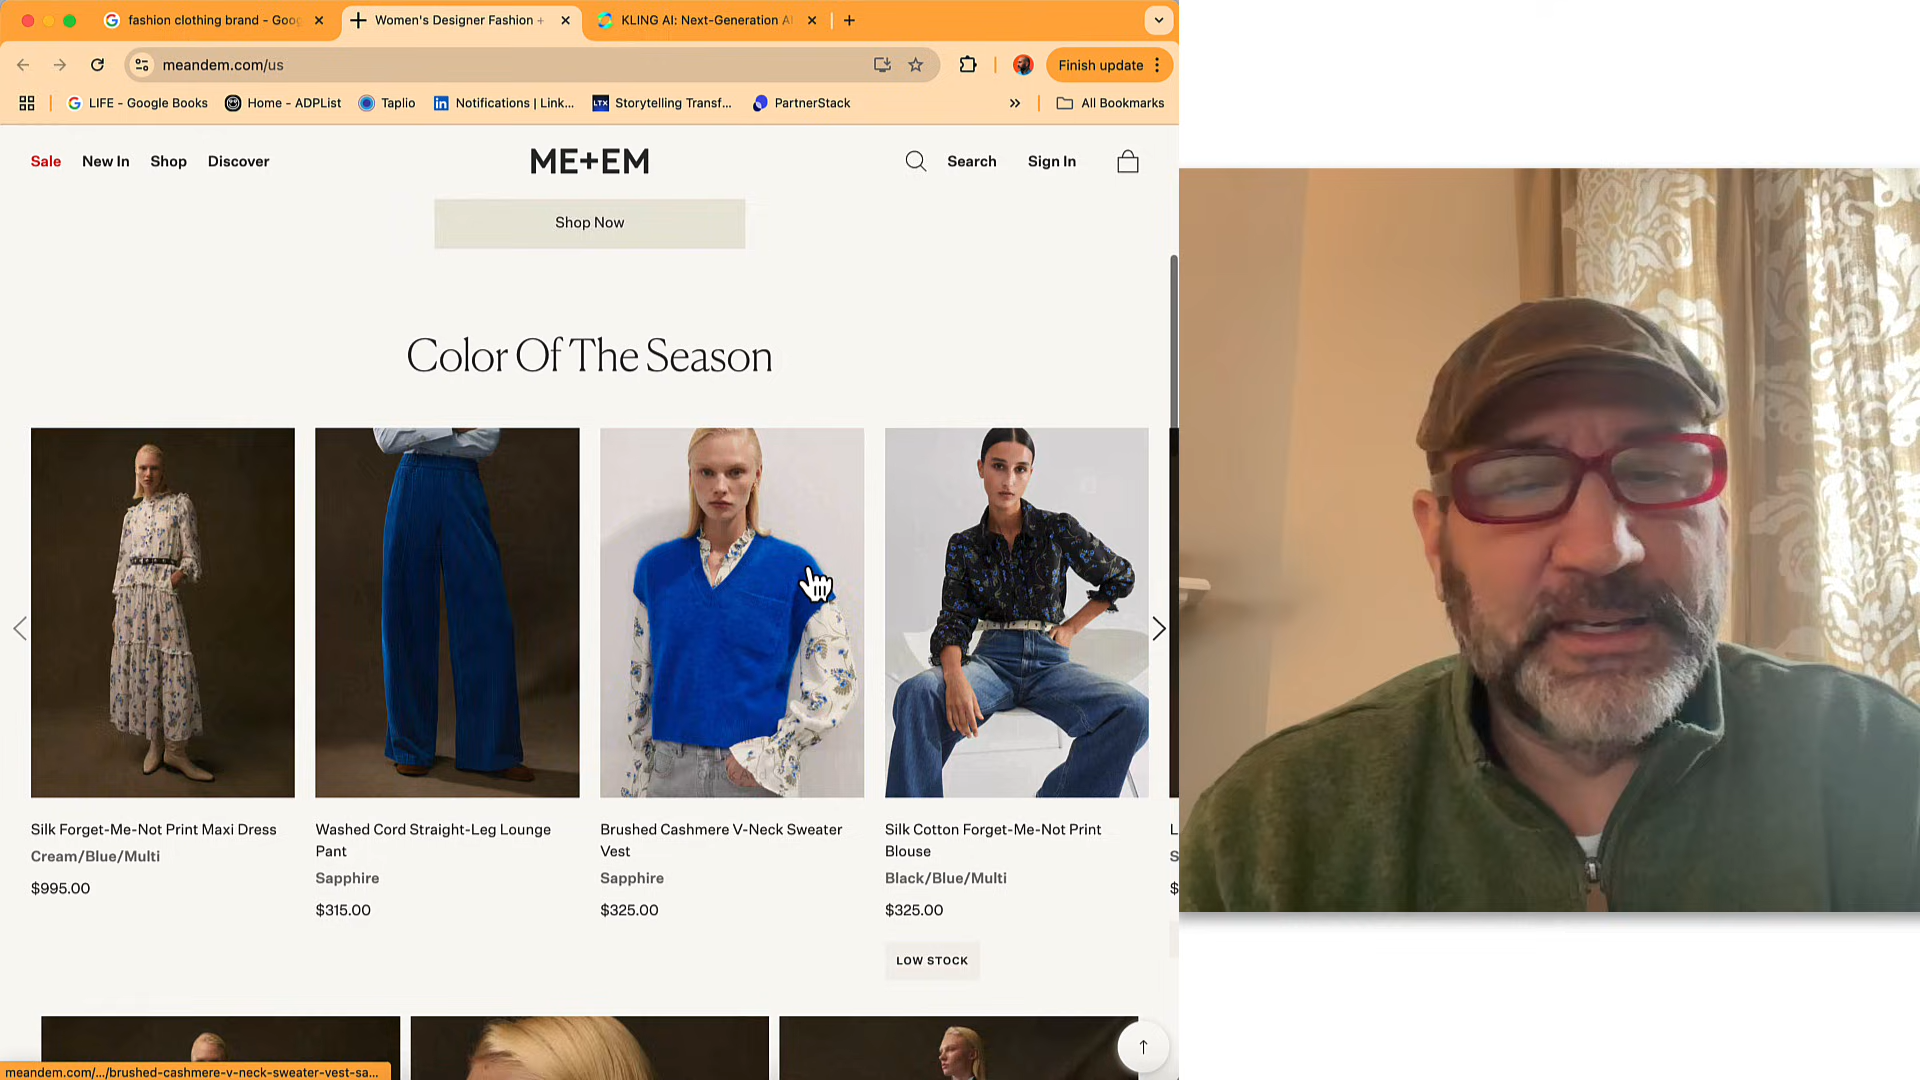 fashion clothing brand - Goog
Women's Designer Fashion +
KLING AI: Next-Generation AI
meandem.com/us
Finish update
LIFE - Google Books
Home - ADPList
Taplio
Notifications | Link...
LTX
Storytelling Transf...
PartnerStack
All Bookmarks
Sale
New In
Shop
Discover
ME+EM
Search
Sign In
Shop Now
Color Of The Season
Silk Forget-Me-Not Print Maxi Dress
Cream/Blue/Multi
$995.00
Washed Cord Straight-Leg Lounge
Pant
Sapphire
$315.00
Brushed Cashmere V-Neck Sweater
Vest
Sapphire
$325.00
Silk Cotton Forget-Me-Not Print
Blouse
Black/Blue/Multi
$325.00
LOW STOCK
L
S
$
meandem.com/.../brushed-cashmere-v-neck-sweater-vest-sa...